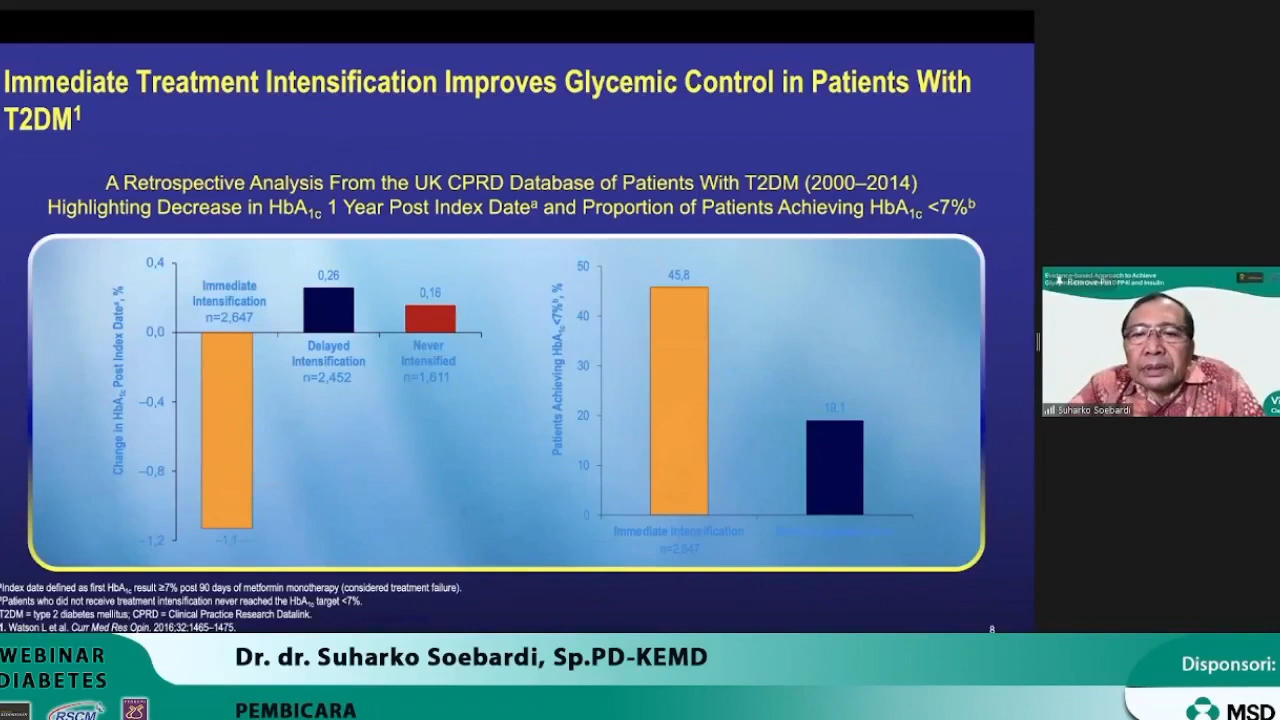 Immediate Treatment Intensification Improves Glycemic Control in Patients With
T2DM1
A Retrospective Analysis From the UK CPRD Database of Patients With T2DM (2000–2014)
Highlighting Decrease in HbA1c 1 Year Post Index Datea and Proportion of Patients Achieving HbA1c <7%b
Change in HbA1c Post Index Datea, %
0,4
0,0
–0,4
–0,8
–1,2
Immediate
Intensification
n=2,647
–1,1
0,26
Delayed
Intensification
n=2,452
0,16
Never
Intensified
n=1,611
Patients Achieving HbA1c <7%b, %
50
40
30
20
10
0
45,8
19,1
Immediate Intensification
n=2,647
aIndex date defined as first HbA1c result ≥7% post 90 days of metformin monotherapy (considered treatment failure).
bPatients who did not receive treatment intensification never reached the HbA1c target <7%.
T2DM = type 2 diabetes mellitus; CPRD = Clinical Practice Research Datalink.
1. Watson L et al. Curr Med Res Opin. 2016;32:1465–1475.
8
Evidence-based Approach to Achieve
and Insulin
Suharko Soebardi
WEBINAR
DIABETES
RSCM
Dr. dr. Suharko Soebardi, Sp.PD-KEMD
PEMBICARA
Disponsori:
MSD